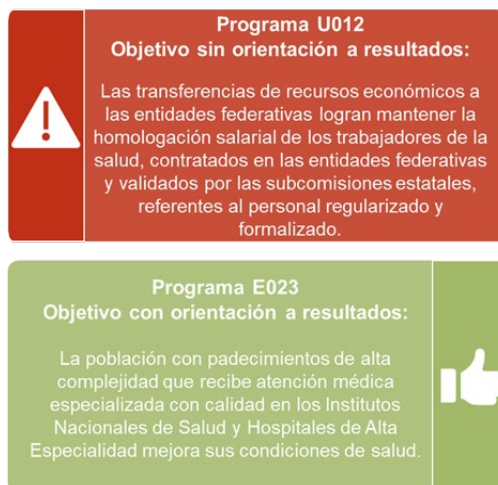 Programa U012
Objetivo sin orientación a resultados:
Las transferencias de recursos económicos a
las entidades federativas logran mantener la
homologación salarial de los trabajadores de la
salud, contratados en las entidades federativas
y validados por las subcomisiones estatales,
referentes al personal regularizado y
formalizado.
Programa E023
Objetivo con orientación a resultados:
La población con padecimientos de alta
complejidad que recibe atención médica
especializada con calidad en los Institutos
Nacionales de Salud y Hospitales de Alta
Especialidad mejora sus condiciones de salud.